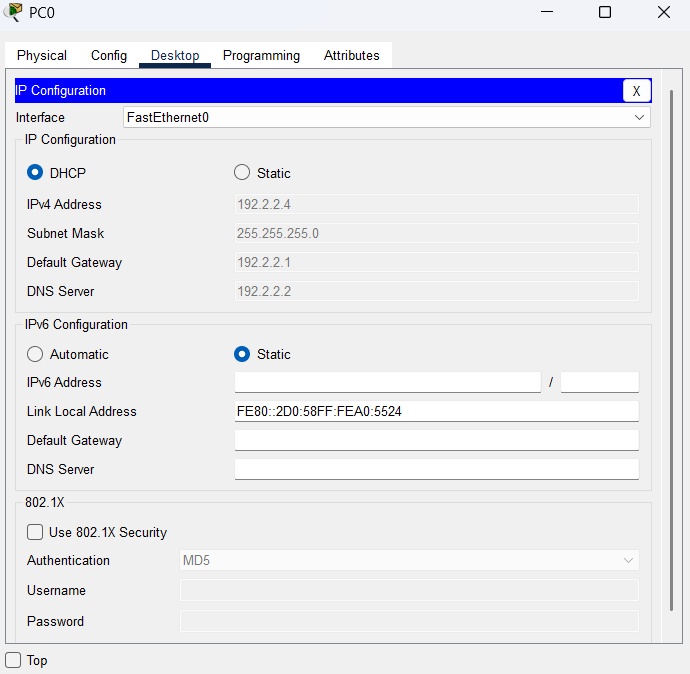 PC0
Physical Config Desktop Programming Attributes
IP Configuration X
Interface FastEthernet0
IP Configuration
DHCP Static
IPv4 Address 192.2.2.4
Subnet Mask 255.255.255.0
Default Gateway 192.2.2.1
DNS Server 192.2.2.2
IPv6 Configuration
Automatic Static
IPv6 Address /
Link Local Address FE80::2D0:58FF:FEA0:5524
Default Gateway
DNS Server
802.1X
Use 802.1X Security
Authentication MD5
Username
Password
Top